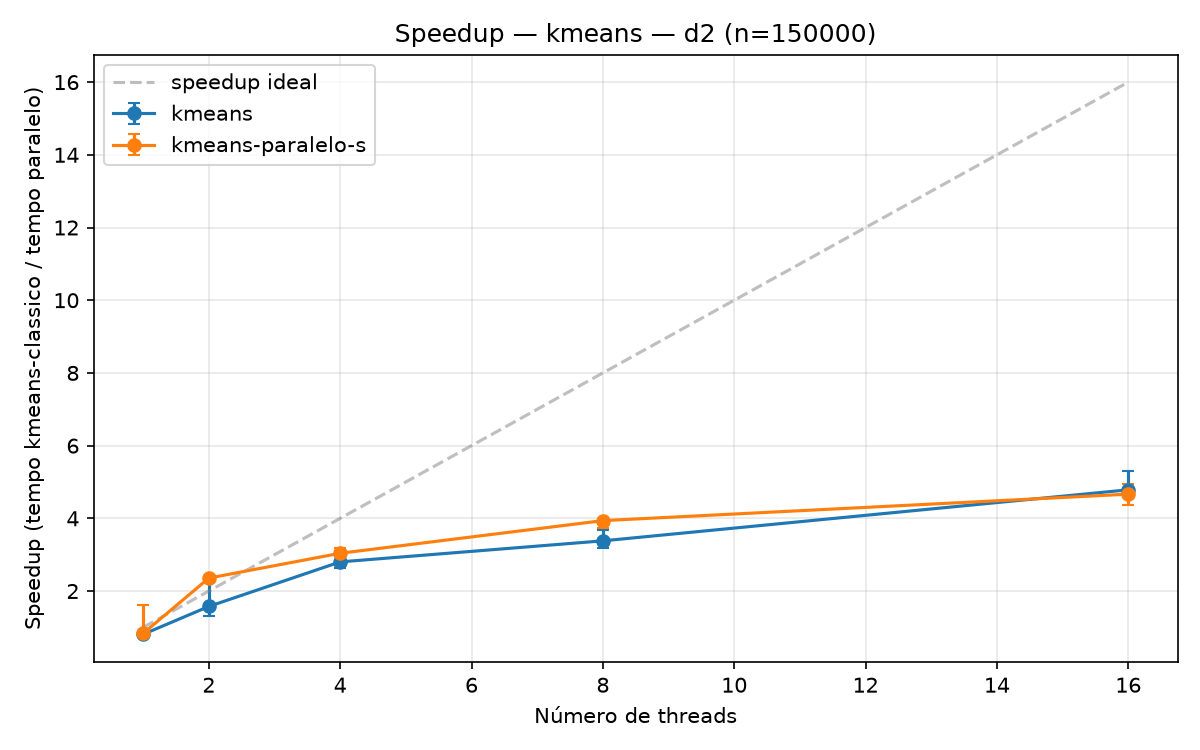 Speedup — kmeans — d2 (n=150000)
speedup ideal
kmeans
kmeans-paralelo-s
Speedup (tempo kmeans-classico / tempo paralelo)
16
14
12
10
8
6
4
2
2 4 6 8 10 12 14 16
Número de threads